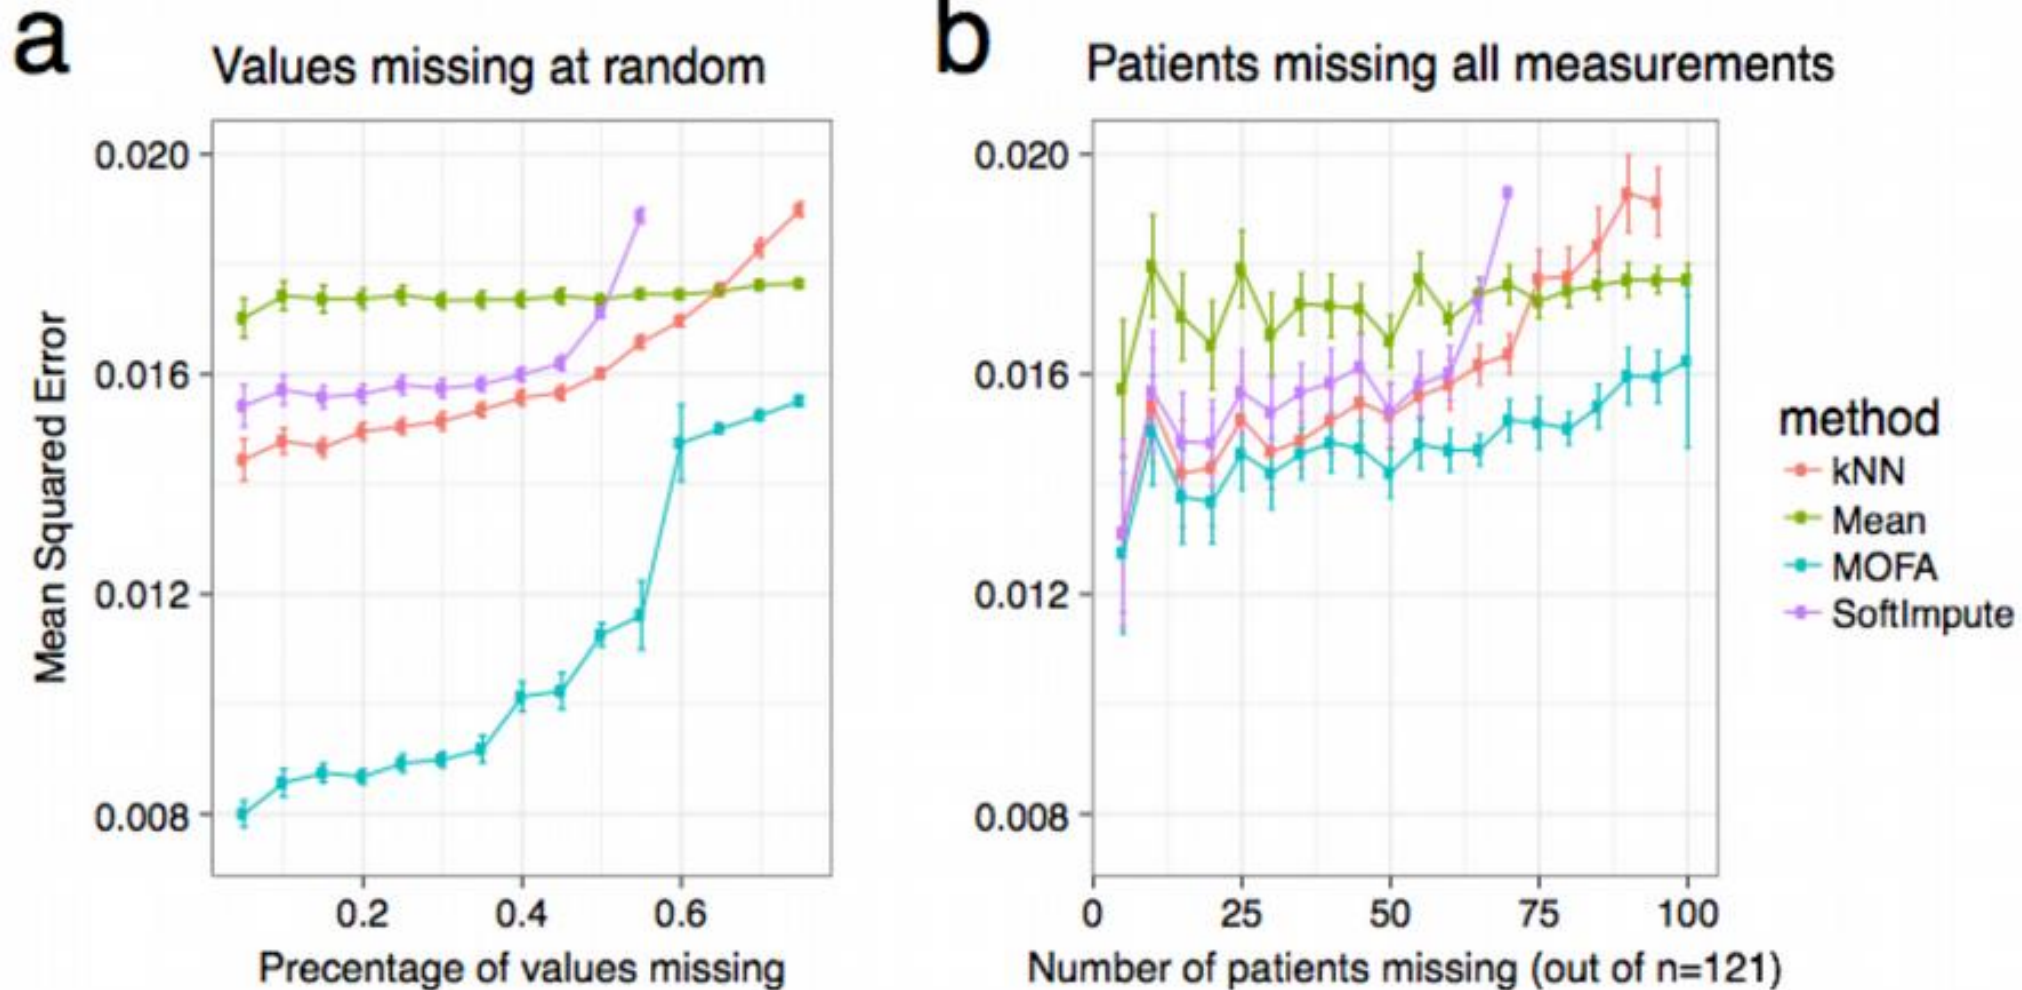 a
Values missing at random
0.020
0.016
0.012
0.008
Mean Squared Error
0.2 0.4 0.6
Precentage of values missing
b
Patients missing all measurements
0.020
0.016
0.012
0.008
0 25 50 75 100
Number of patients missing (out of n=121)
method
kNN
Mean
MOFA
SoftImpute